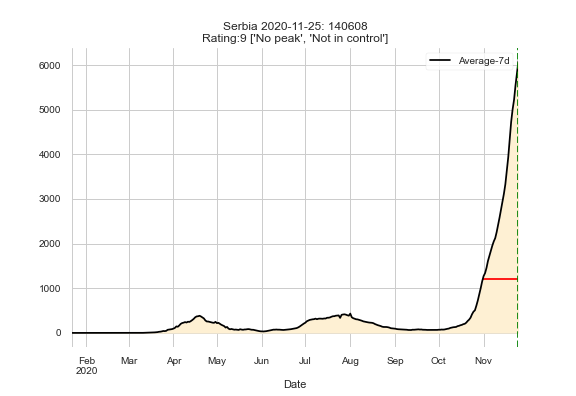 Serbia 2020-11-25: 140608
Rating:9 ['No peak', 'Not in control']
Average-7d
6000
5000
4000
3000
2000
1000
0
Feb Mar Apr May Jun Jul Aug Sep Oct Nov
2020
Date